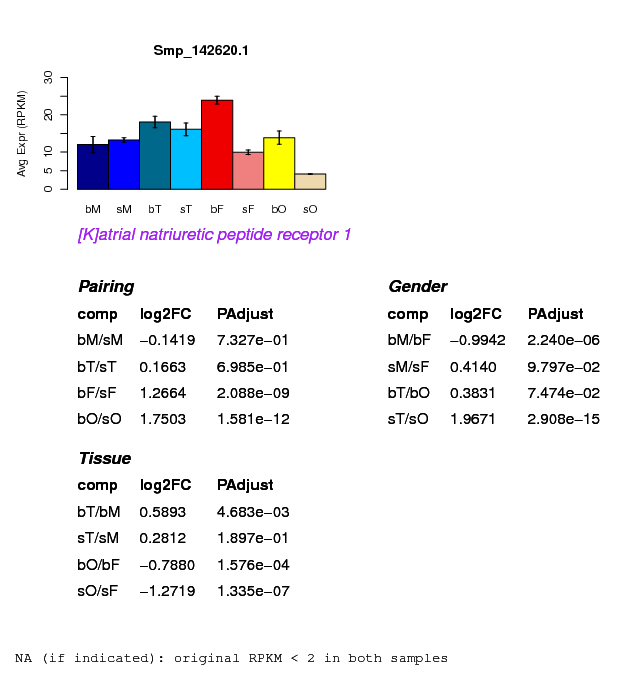 Smp_142620.1
Avg Expr (RPKM)
0 5 10 20 30
bM sM bT sT bF sF bO sO
[K]atrial natriuretic peptide receptor 1
Pairing
comp log2FC PAdjust
bM/sM −0.1419 7.327e−01
bT/sT 0.1663 6.985e−01
bF/sF 1.2664 2.088e−09
bO/sO 1.7503 1.581e−12
Gender
comp log2FC PAdjust
bM/bF −0.9942 2.240e−06
sM/sF 0.4140 9.797e−02
bT/bO 0.3831 7.474e−02
sT/sO 1.9671 2.908e−15
Tissue
comp log2FC PAdjust
bT/bM 0.5893 4.683e−03
sT/sM 0.2812 1.897e−01
bO/bF −0.7880 1.576e−04
sO/sF −1.2719 1.335e−07
NA (if indicated): original RPKM < 2 in both samples